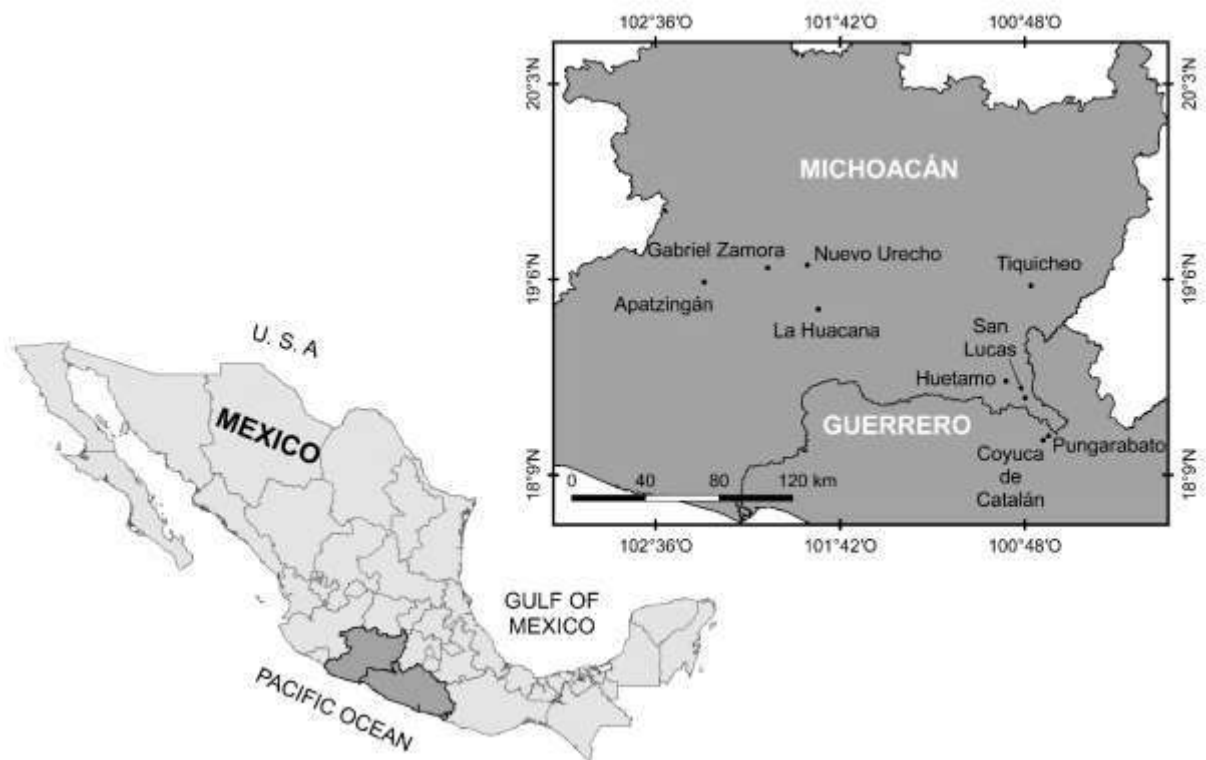 102°36'O
101°42'O
100°48'O
20°3'N
20°3'N
MICHOACÁN
Gabriel Zamora
Nuevo Urecho
Tiquicheo
19°6'N
19°6'N
Apatzingán
La Huacana
San
Lucas
Huetamo
GUERRERO
Pungarabato
Coyuca
de
Catalán
18°9'N
18°9'N
0 40 80 120 km
102°36'O
101°42'O
100°48'O
U. S. A
MEXICO
GULF OF
MEXICO
PACIFIC OCEAN